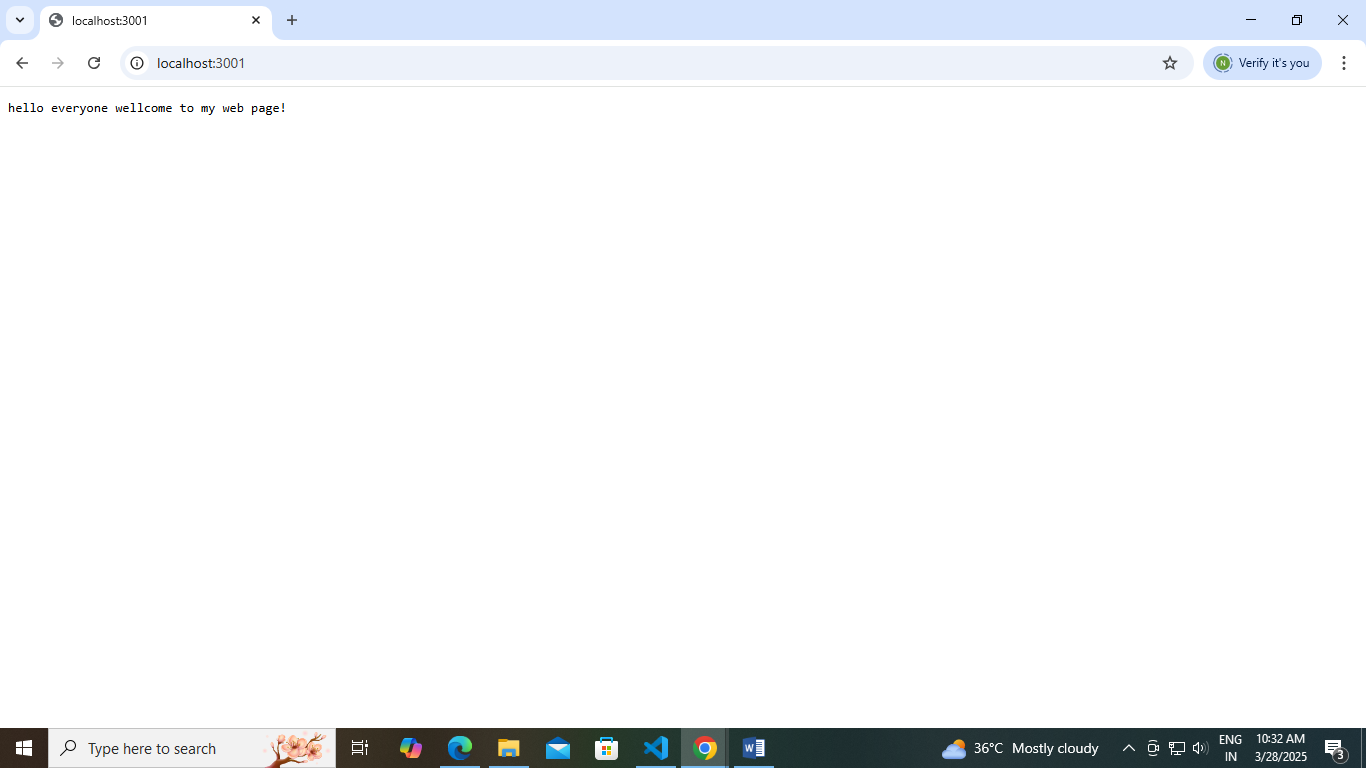 localhost:3001
localhost:3001
N
Verify it's you
hello everyone wellcome to my web page!
Type here to search
W
36°C Mostly cloudy
ENG
IN
10:32 AM
3/28/2025
3